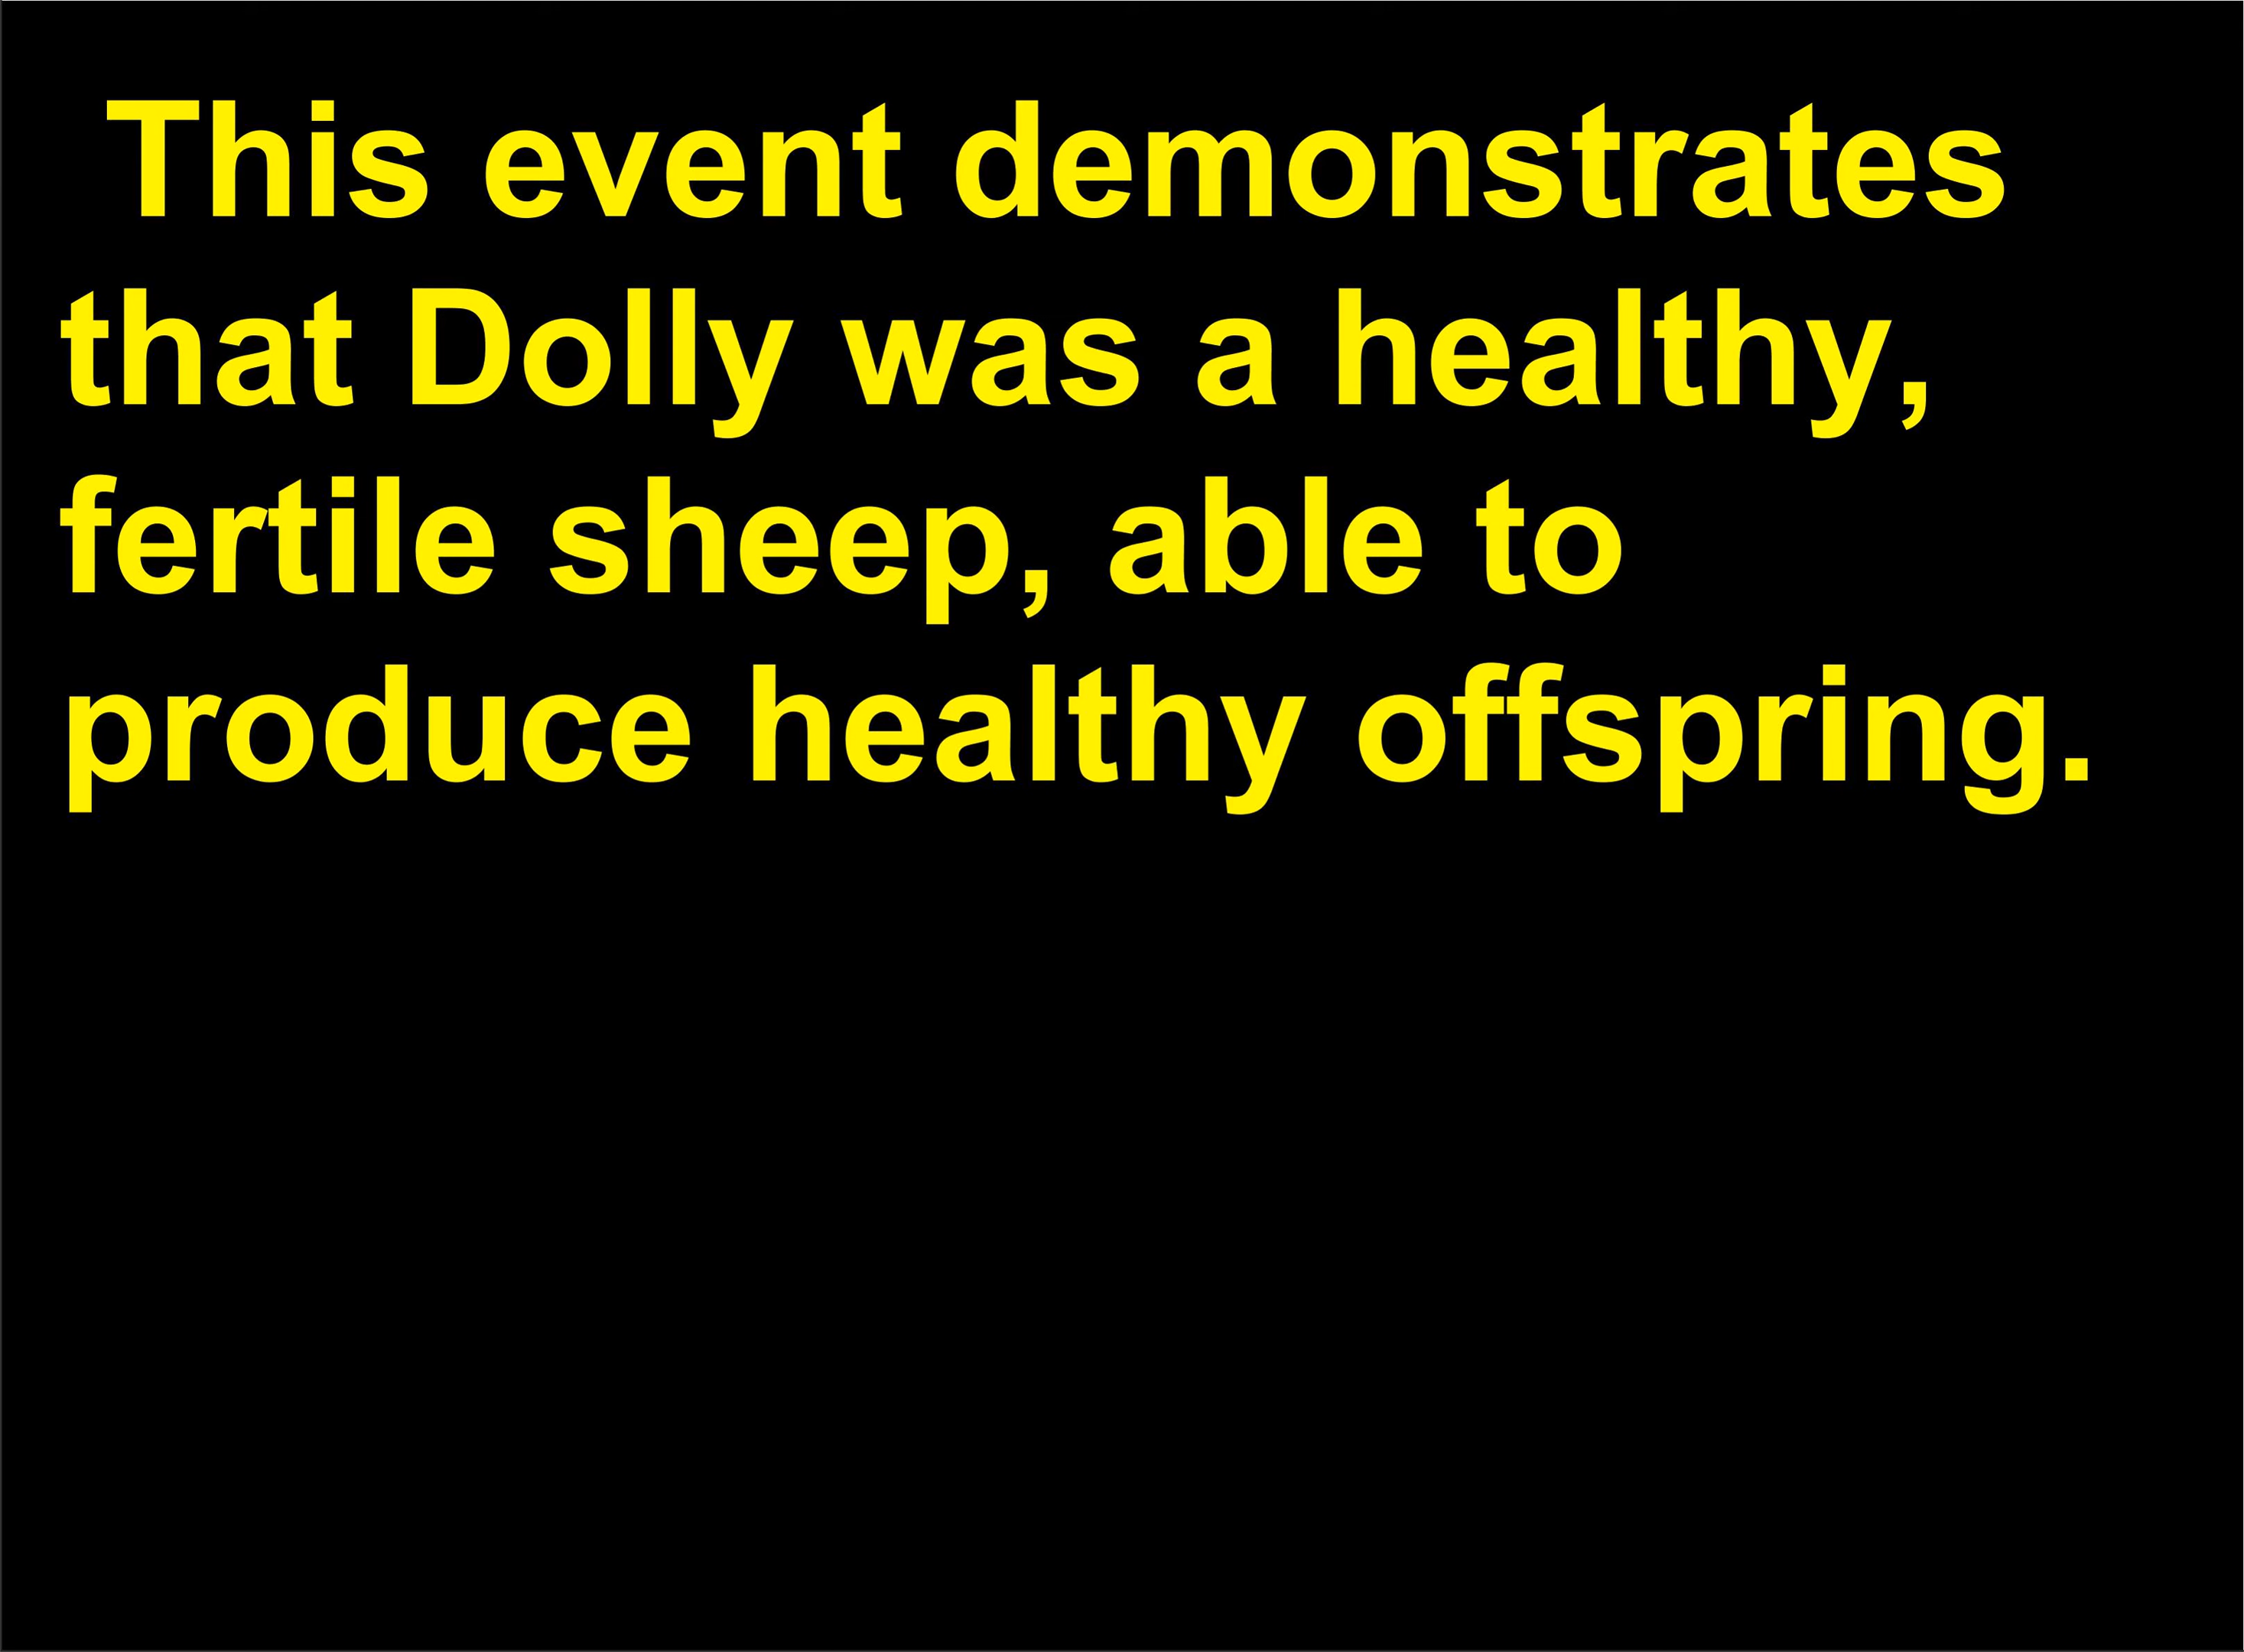 This event demonstrates
that Dolly was a healthy,
fertile sheep, able to
produce healthy offspring.